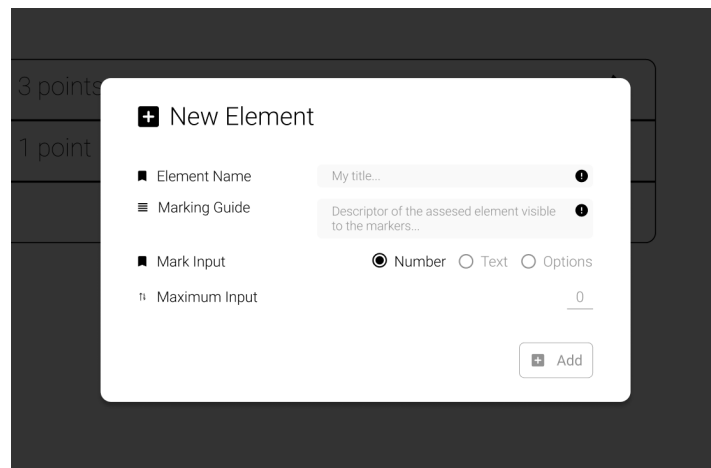 3 points
1 point
New Element
Element Name
My title...
Marking Guide
Descriptor of the assesed element visible
to the markers...
Mark Input
Number
Text
Options
Maximum Input
0
Add